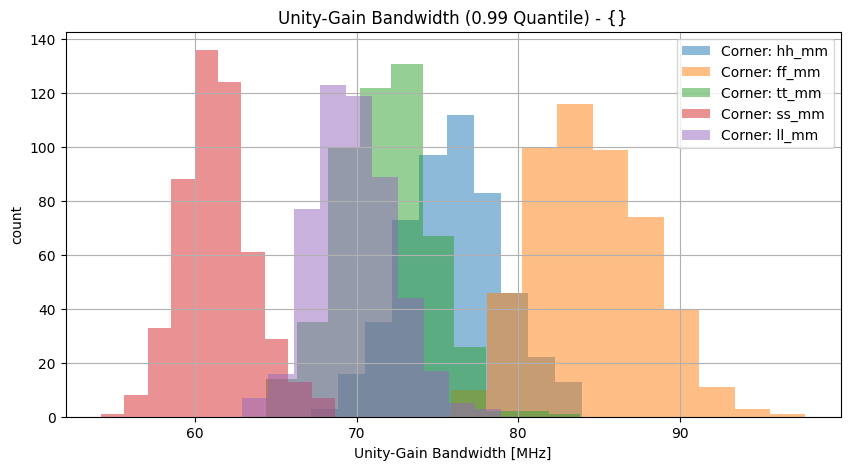 Unity-Gain Bandwidth (0.99 Quantile) - {}
140
120
100
80
60
40
20
0
count
60
70
80
90
Unity-Gain Bandwidth [MHz]
Corner: hh_mm
Corner: ff_mm
Corner: tt_mm
Corner: ss_mm
Corner: ll_mm